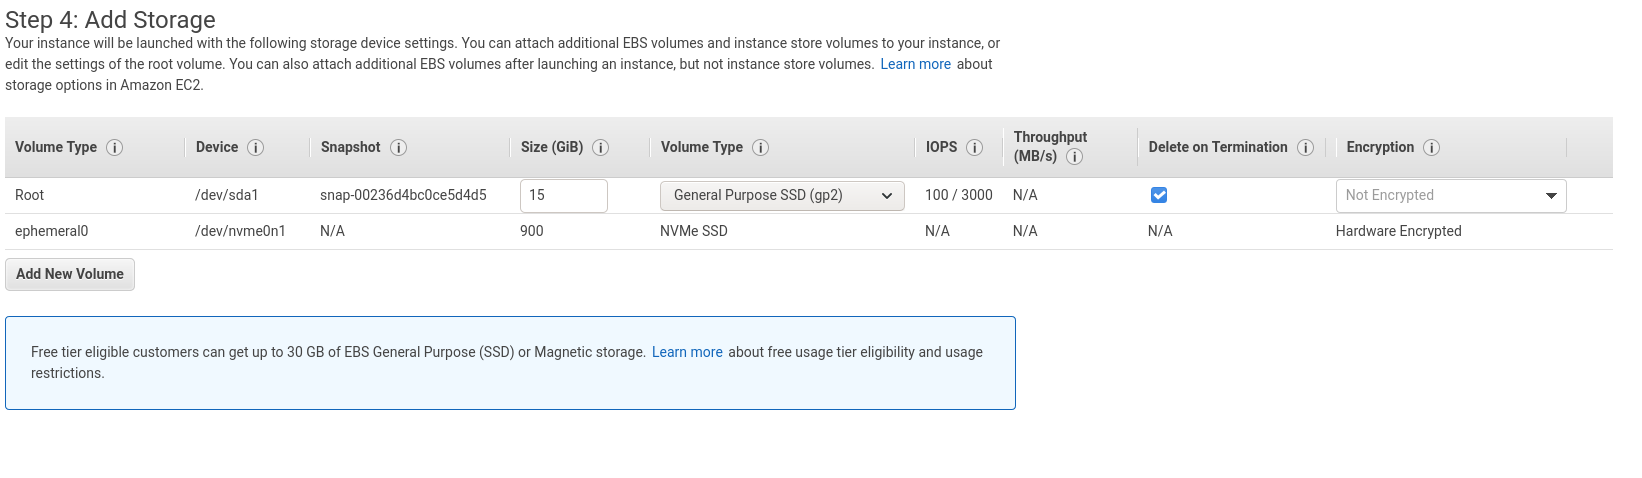 Step 4: Add Storage
Your instance will be launched with the following storage device settings. You can attach additional EBS volumes and instance store volumes to your instance, or
edit the settings of the root volume. You can also attach additional EBS volumes after launching an instance, but not instance store volumes. Learn more about
storage options in Amazon EC2.
Volume Type i Device i Snapshot i Size (GiB) i Volume Type i IOPS i Throughput (MB/s) i Delete on Termination i Encryption i
Root /dev/sda1 snap-00236d4bc0ce5d4d5 15 General Purpose SSD (gp2) 100 / 3000 N/A Not Encrypted
ephemeral0 /dev/nvme0n1 N/A 900 NVMe SSD N/A N/A N/A Hardware Encrypted
Add New Volume
Free tier eligible customers can get up to 30 GB of EBS General Purpose (SSD) or Magnetic storage. Learn more about free usage tier eligibility and usage
restrictions.